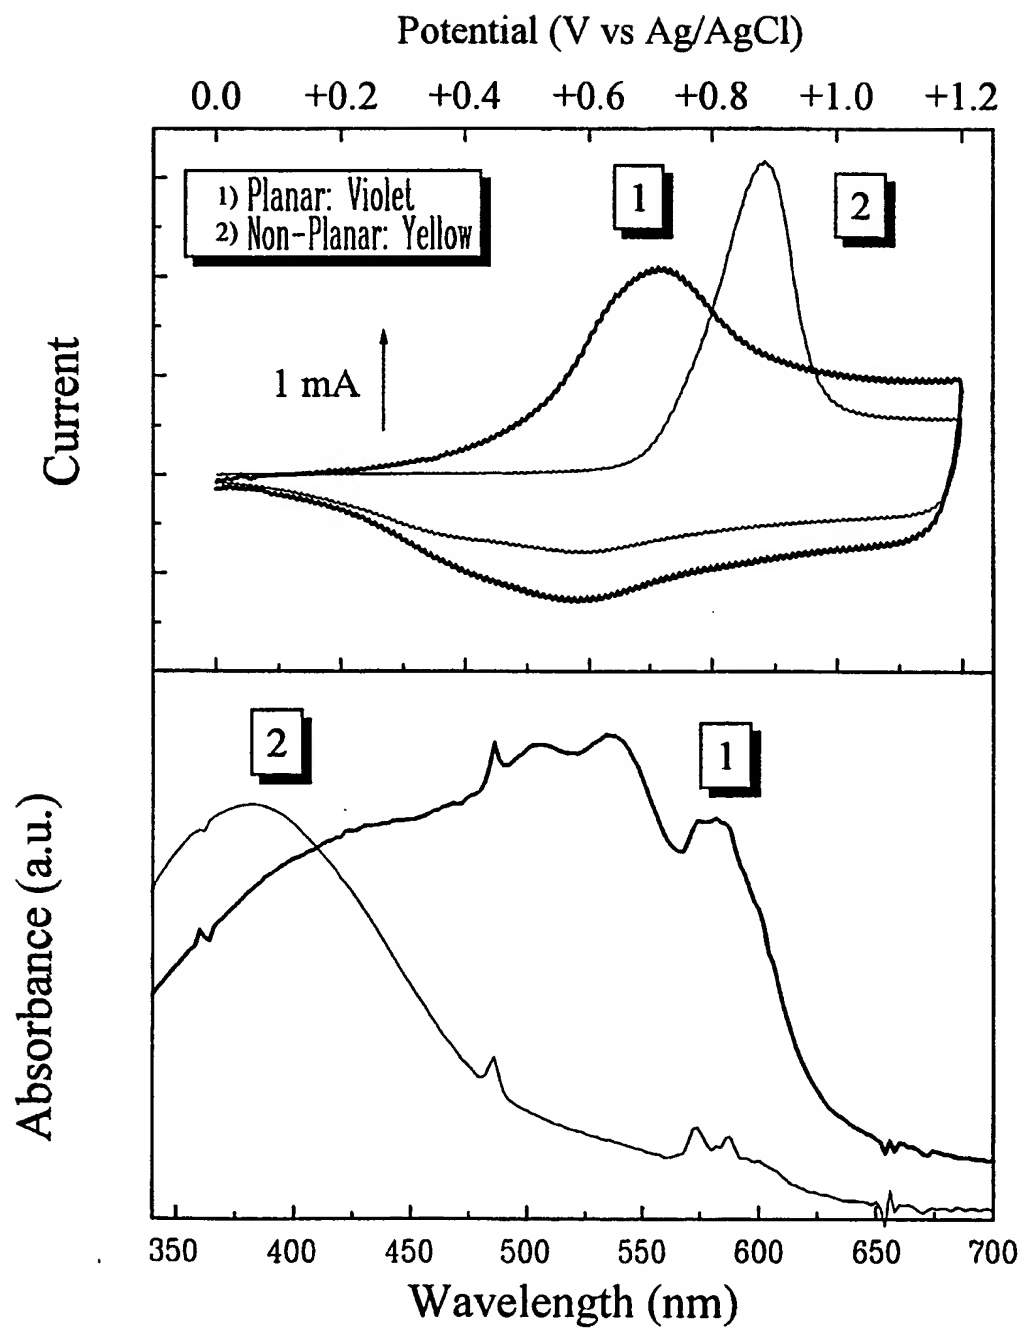 Potential (V vs Ag/AgCl)
0.0 +0.2 +0.4 +0.6 +0.8 +1.0 +1.2
1) Planar: Violet
2) Non-Planar: Yellow
1
2
1 mA
Current
2
1
Absorbance (a.u.)
350 400 450 500 550 600 650 700
Wavelength (nm)